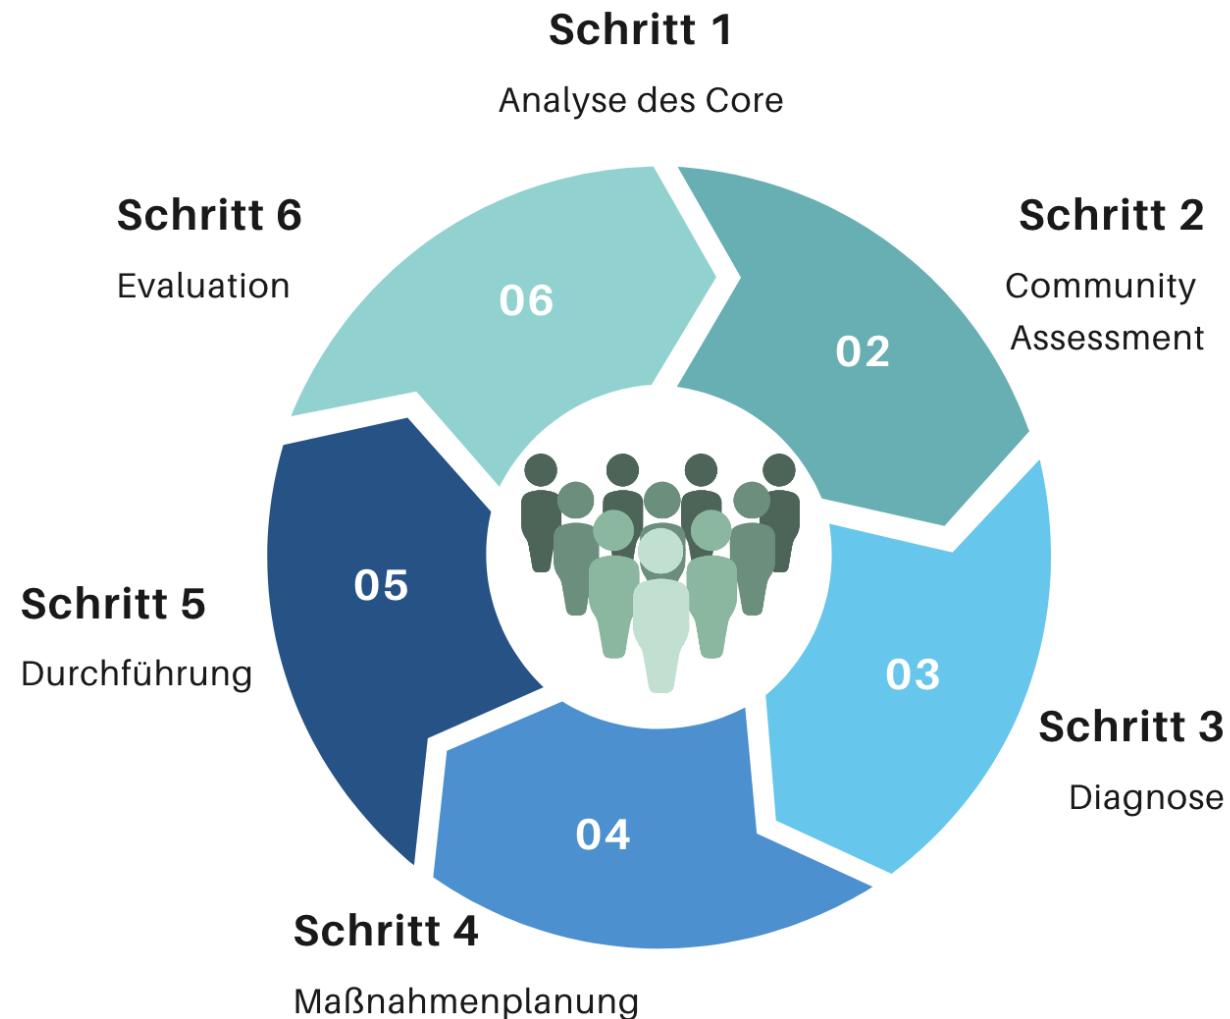 Schritt 1
Analyse des Core
Schritt 2
Community
Assessment
Schritt 3
Diagnose
Schritt 4
Maßnahmenplanung
Schritt 5
Durchführung
Schritt 6
Evaluation
02
03
04
05
06